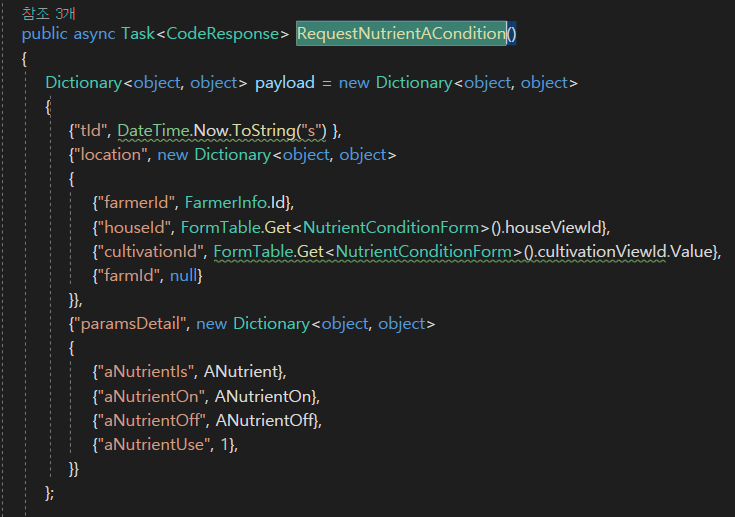 참조 3개
public async Task<CodeResponse> RequestNutrientACondition()
{
Dictionary<object, object> payload = new Dictionary<object, object>
{
{"tId", DateTime.Now.ToString("s") },
{"location", new Dictionary<object, object>
{
{"farmerId", FarmerInfo.Id},
{"houseId", FormTable.Get<NutrientConditionForm>().houseViewId},
{"cultivationId", FormTable.Get<NutrientConditionForm>().cultivationViewId.Value},
{"farmId", null}
}},
{"paramsDetail", new Dictionary<object, object>
{
{"aNutrientIs", ANutrient},
{"aNutrientOn", ANutrientOn},
{"aNutrientOff", ANutrientOff},
{"aNutrientUse", 1},
}}
};